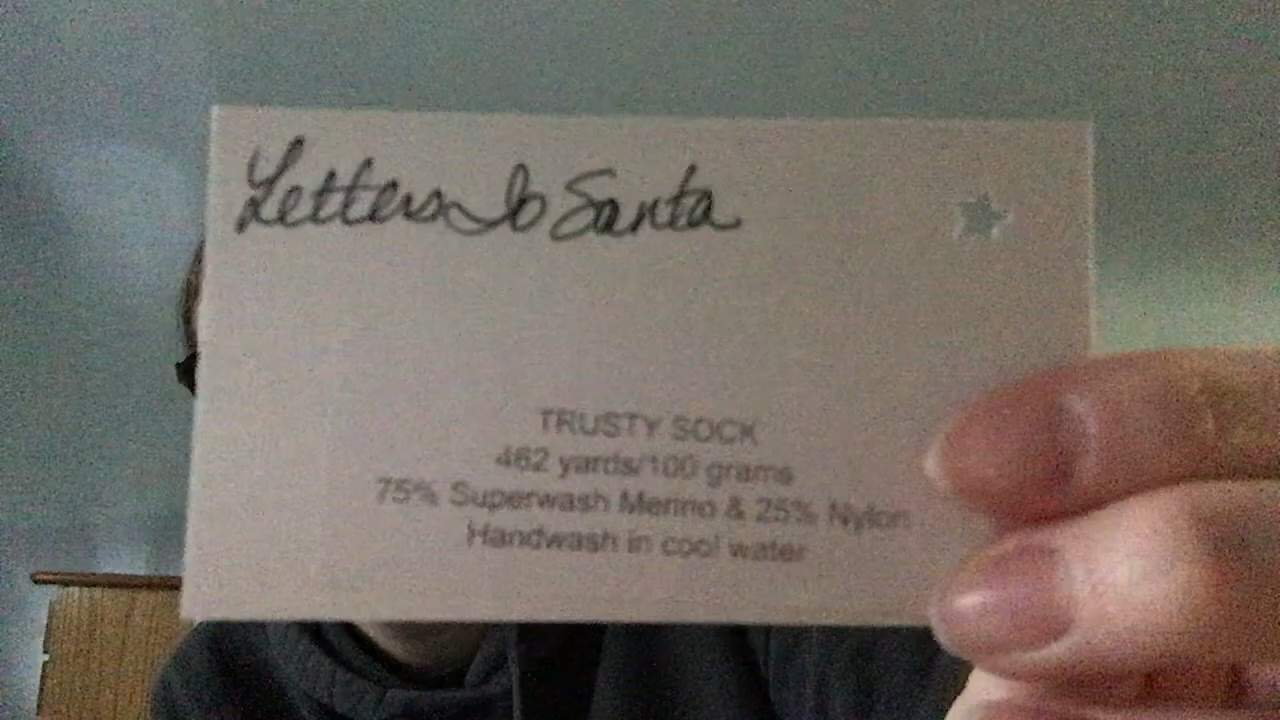 Letters To Santa
TRUSTY SOCK
462 yards/100 grams
75% Superwash Merino & 25% Nylon
Handwash in cool water